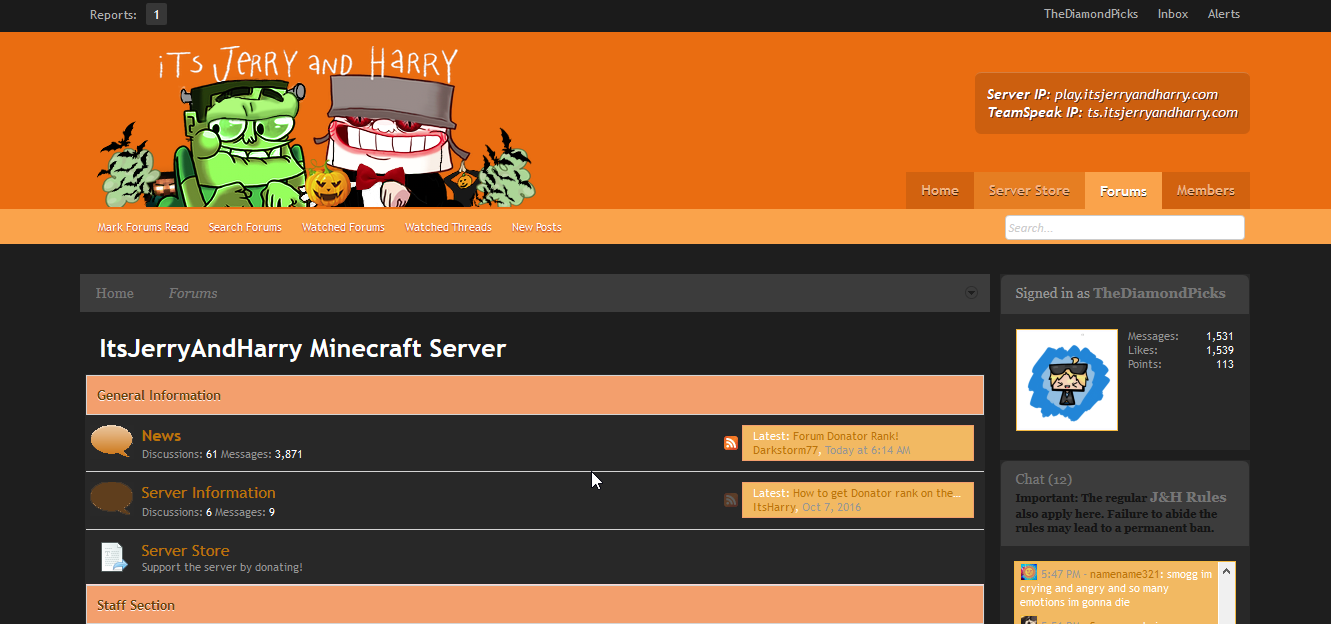 Reports: 1
TheDiamondPicks Inbox Alerts
iTs JERRY AND HARRY
Server IP: play.itsjerryandharry.com
TeamSpeak IP: ts.itsjerryandharry.com
Home Server Store Forums Members
Mark Forums Read Search Forums Watched Forums Watched Threads New Posts
Search...
Home Forums
ItsJerryAndHarry Minecraft Server
General Information
News
Discussions: 61 Messages: 3,871
Latest: Forum Donator Rank!
Darkstorm77, Today at 6:14 AM
Server Information
Discussions: 6 Messages: 9
Latest: How to get Donator rank on the...
ItsHarry, Oct 7, 2016
Server Store
Support the server by donating!
Staff Section
Signed in as TheDiamondPicks
Messages: 1,531
Likes: 1,539
Points: 113
Chat (12)
Important: The regular J&H Rules
also apply here. Failure to abide the
rules may lead to a permanent ban.
5:47 PM - namename321: smogg im
crying and angry and so many
emotions im gonna die